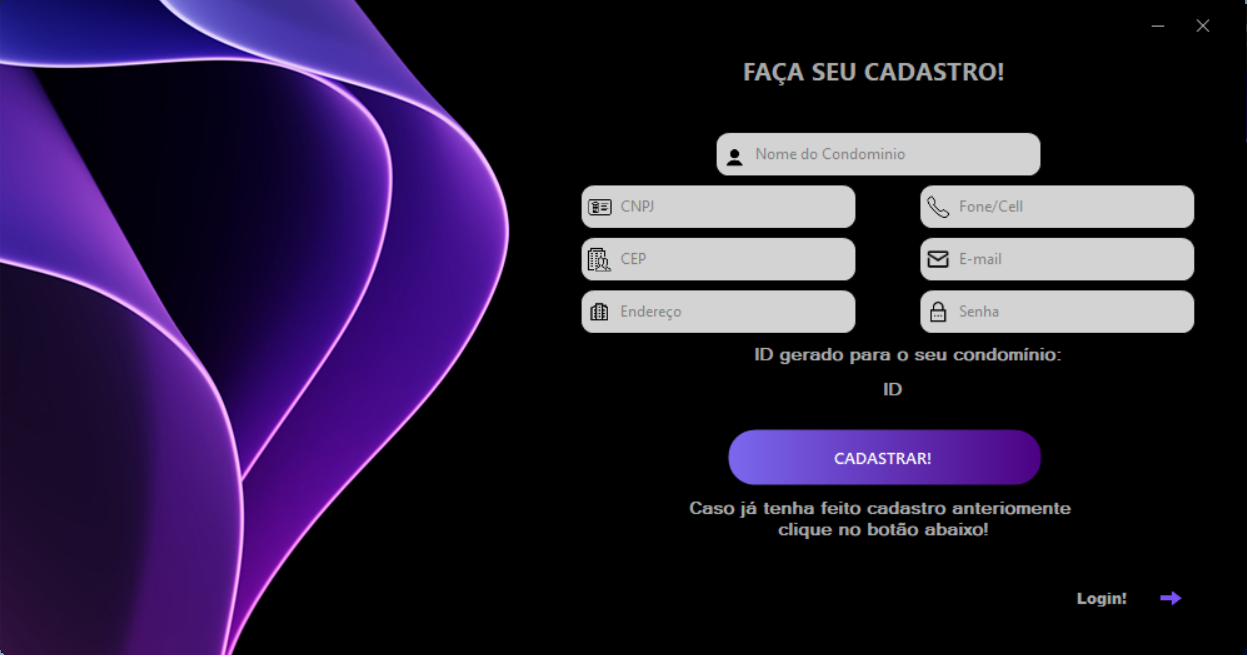 FAÇA SEU CADASTRO!
Nome do Condominio
CNPJ
Fone/Cell
CEP
E-mail
Endereço
Senha
ID gerado para o seu condomínio:
ID
CADASTRAR!
Caso já tenha feito cadastro anteriomente
clique no botão abaixo!
Login!